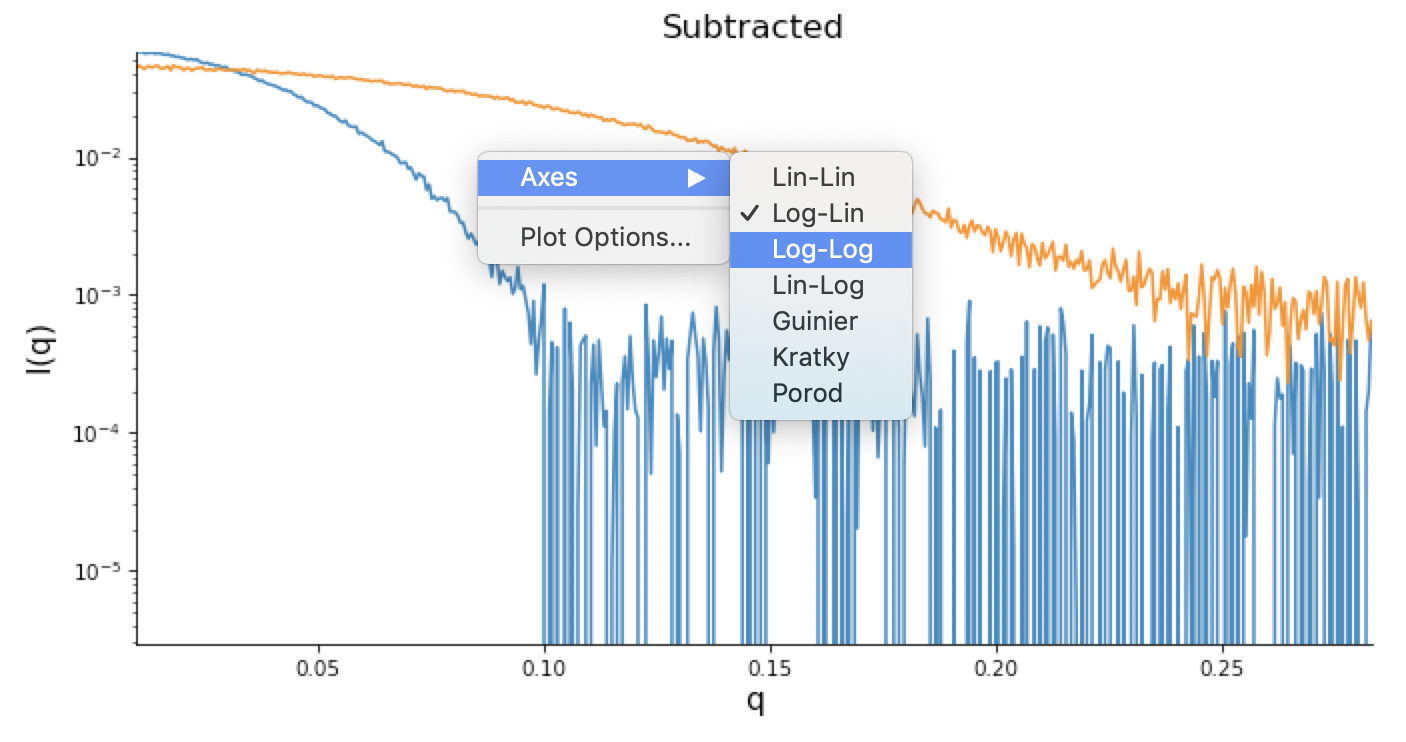 Subtracted
I(q)
10⁻²
10⁻³
10⁻⁴
10⁻⁵
Axes
Plot Options...
Lin-Lin
Log-Lin
Log-Log
Lin-Log
Guinier
Kratky
Porod
0.05 0.10 0.15 0.20 0.25
q